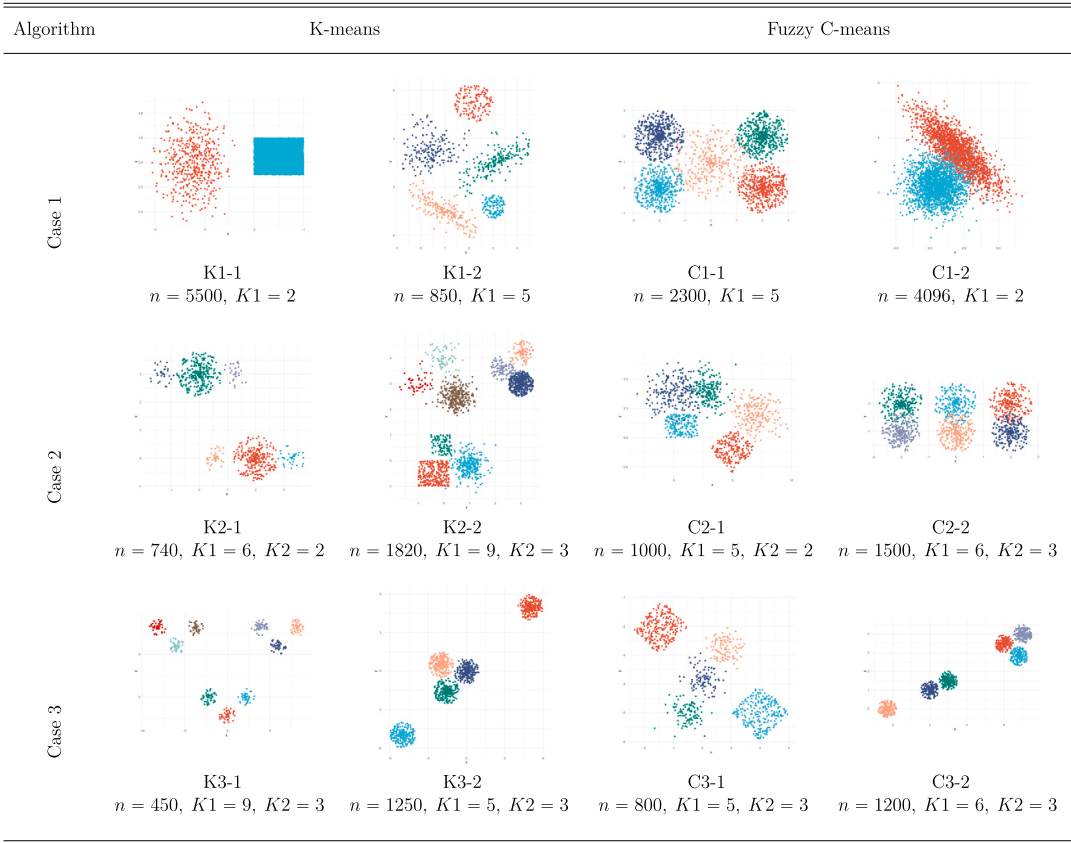 Algorithm K-means Fuzzy C-means
Case 1
K1-1 K1-2 C1-1 C1-2
n = 5500, K1 = 2 n = 850, K1 = 5 n = 2300, K1 = 5 n = 4096, K1 = 2
Case 2
K2-1 K2-2 C2-1 C2-2
n = 740, K1 = 6, K2 = 2 n = 1820, K1 = 9, K2 = 3 n = 1000, K1 = 5, K2 = 2 n = 1500, K1 = 6, K2 = 3
Case 3
K3-1 K3-2 C3-1 C3-2
n = 450, K1 = 9, K2 = 3 n = 1250, K1 = 5, K2 = 3 n = 800, K1 = 5, K2 = 3 n = 1200, K1 = 6, K2 = 3